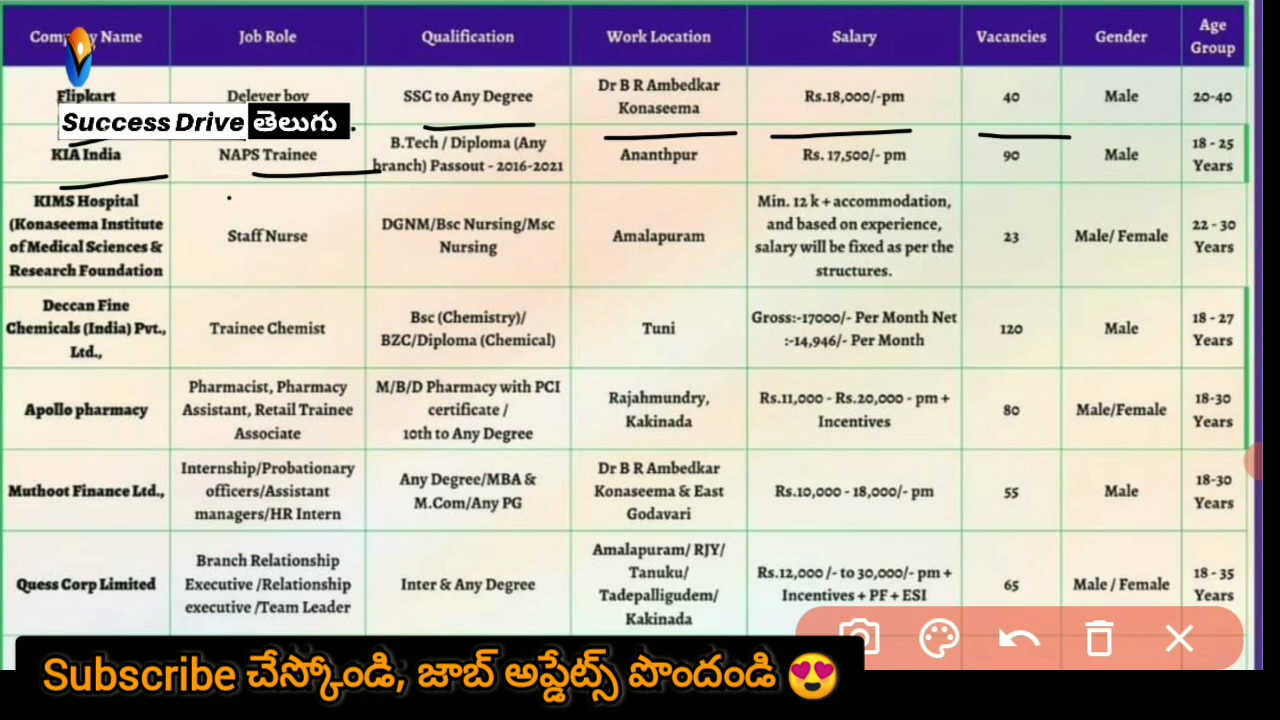 Company Name Job Role Qualification Work Location Salary Vacancies Gender Age Group
Flipkart Delever boy SSC to Any Degree Dr B R Ambedkar Konaseema Rs.18,000/-pm 40 Male 20-40
Success Drive తెలుగు
KIA India NAPS Trainee B.Tech / Diploma (Any branch) Passout - 2016-2021 Ananthpur Rs. 17,500/- pm 90 Male 18 - 25 Years
KIMS Hospital (Konaseema Institute of Medical Sciences & Research Foundation Staff Nurse DGNM/Bsc Nursing/Msc Nursing Amalapuram Min. 12 k + accommodation, and based on experience, salary will be fixed as per the structures. 23 Male/ Female 22 - 30 Years
Deccan Fine Chemicals (India) Pvt., Ltd., Trainee Chemist Bsc (Chemistry)/ BZC/Diploma (Chemical) Tuni Gross:-17000/- Per Month Net :-14,946/- Per Month 120 Male 18 - 27 Years
Apollo pharmacy Pharmacist, Pharmacy Assistant, Retail Trainee Associate M/B/D Pharmacy with PCI certificate / 10th to Any Degree Rajahmundry, Kakinada Rs.11,000 - Rs.20,000 - pm + Incentives 80 Male/Female 18-30 Years
Muthoot Finance Ltd., Internship/Probationary officers/Assistant managers/HR Intern Any Degree/MBA & M.Com/Any PG Dr B R Ambedkar Konaseema & East Godavari Rs.10,000 - 18,000/- pm 55 Male 18-30 Years
Quess Corp Limited Branch Relationship Executive /Relationship executive /Team Leader Inter & Any Degree Amalapuram/ RJY/ Tanuku/ Tadepalligudem/ Kakinada Rs.12,000 /- to 30,000/- pm + Incentives + PF + ESI 65 Male / Female 18 - 35 Years
Subscribe చేస్కోండి, జాబ్ అప్డేట్స్ పొందండి 😍